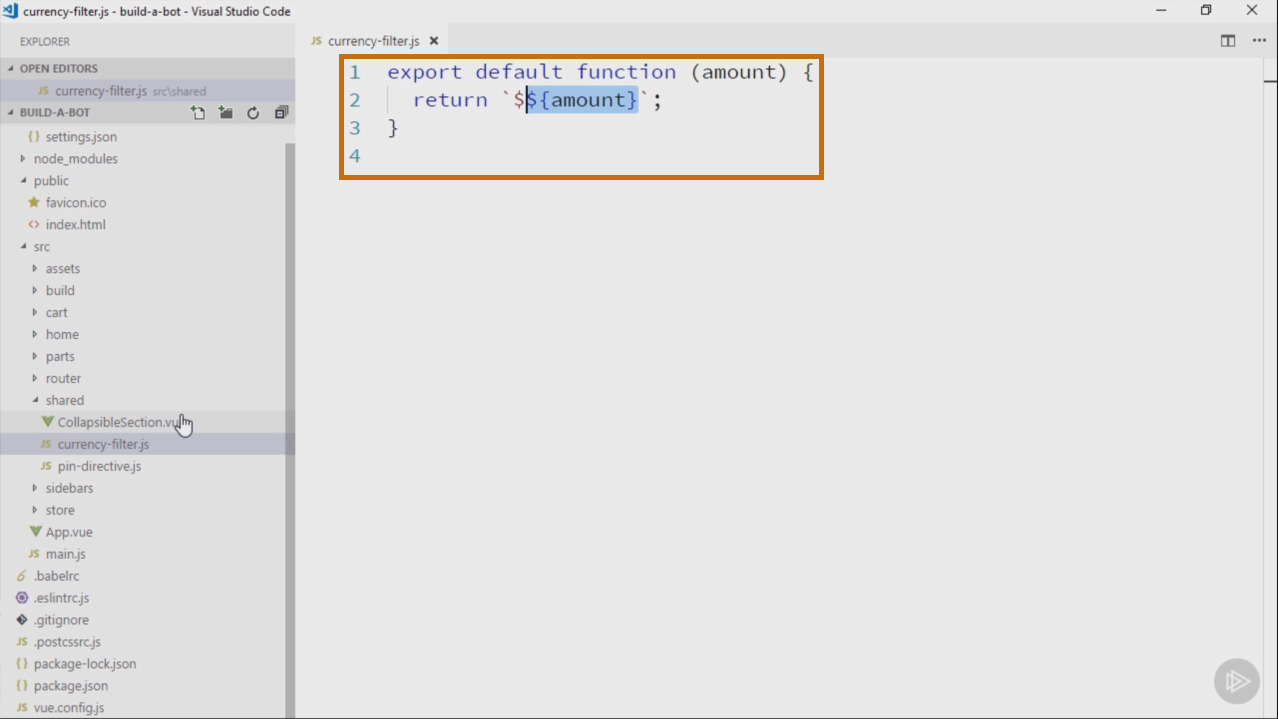 currency-filter.js - build-a-bot - Visual Studio Code
EXPLORER
OPEN EDITORS
JS currency-filter.js src\shared
BUILD-A-BOT
{} settings.json
node_modules
public
favicon.ico
<> index.html
src
assets
build
cart
home
parts
router
shared
CollapsibleSection.vu
JS currency-filter.js
JS pin-directive.js
sidebars
store
App.vue
JS main.js
.babelrc
.eslintrc.js
.gitignore
JS .postcssrc.js
{} package-lock.json
{} package.json
JS vue.config.js
JS currency-filter.js
1 export default function (amount) {
2 return `$${amount}`;
3 }
4